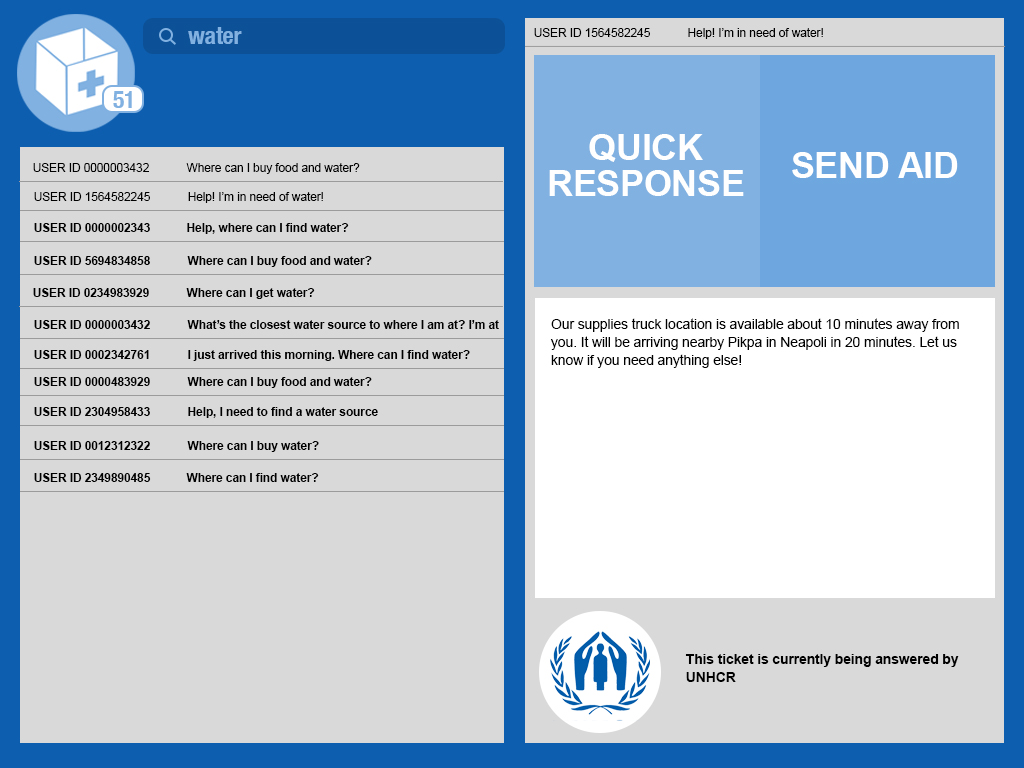 water
51
USER ID 0000003432 Where can I buy food and water?
USER ID 1564582245 Help! I'm in need of water!
USER ID 0000002343 Help, where can I find water?
USER ID 5694834858 Where can I buy food and water?
USER ID 0234983929 Where can I get water?
USER ID 0000003432 What's the closest water source to where I am at? I'm at
USER ID 0002342761 I just arrived this morning. Where can I find water?
USER ID 0000483929 Where can I buy food and water?
USER ID 2304958433 Help, I need to find a water source
USER ID 0012312322 Where can I buy water?
USER ID 2349890485 Where can I find water?
USER ID 1564582245 Help! I'm in need of water!
QUICK
RESPONSE
SEND AID
Our supplies truck location is available about 10 minutes away from
you. It will be arriving nearby Pikpa in Neapoli in 20 minutes. Let us
know if you need anything else!
This ticket is currently being answered by
UNHCR